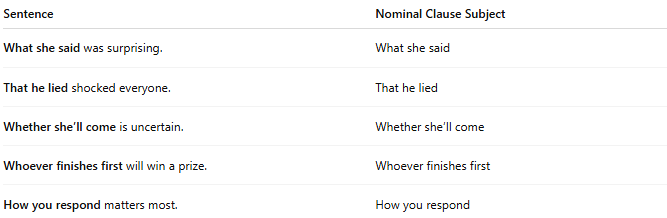 Sentence Nominal Clause Subject
What she said was surprising. What she said
That he lied shocked everyone. That he lied
Whether she’ll come is uncertain. Whether she’ll come
Whoever finishes first will win a prize. Whoever finishes first
How you respond matters most. How you respond